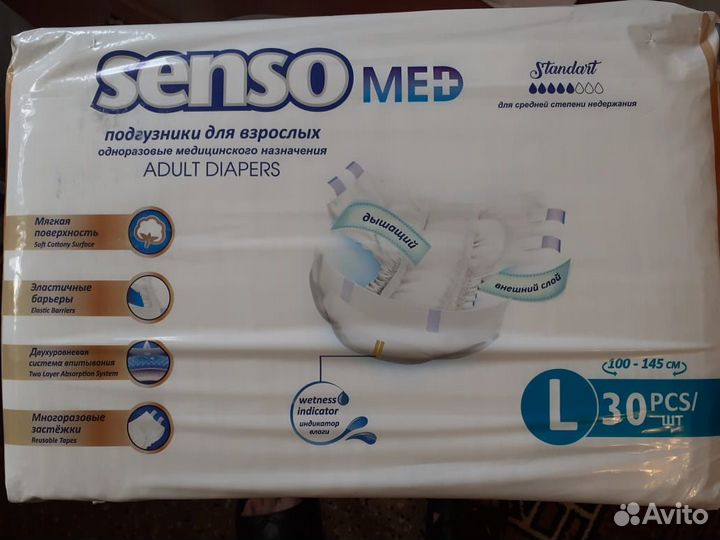 senso MED
Standart
для средней степени недержания
подгузники для взрослых
одноразовые медицинского назначения
ADULT DIAPERS
Мягкая
поверхность
Soft Cottony Surface
дышащий
внешний слой
Эластичные
барьеры
Elastic Barriers
Двухуровневая
система впитывания
Two Layer Absorption System
Многоразовые
застёжки
Reusable Tapes
wetness
indicator
индикатор
влаги
100 - 145 см
L 30 PCS/
ШТ
Avito